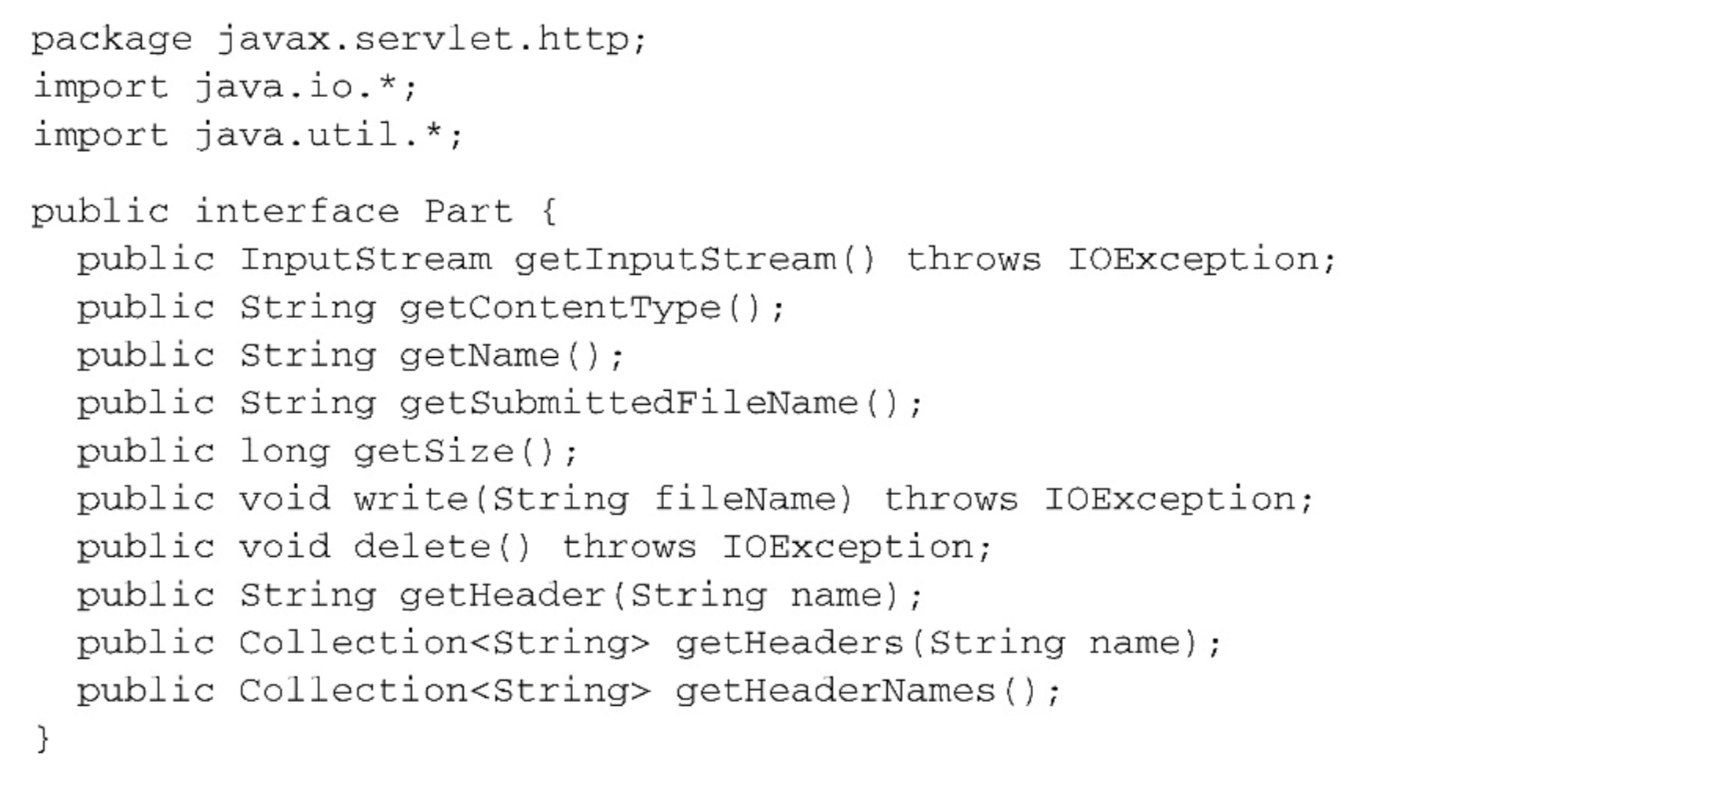 package javax.servlet.http;
import java.io.*;
import java.util.*;
public interface Part {
public InputStream getInputStream() throws IOException;
public String getContentType();
public String getName();
public String getSubmittedFileName();
public long getSize();
public void write(String fileName) throws IOException;
public void delete() throws IOException;
public String getHeader(String name);
public Collection<String> getHeaders(String name);
public Collection<String> getHeaderNames();
}